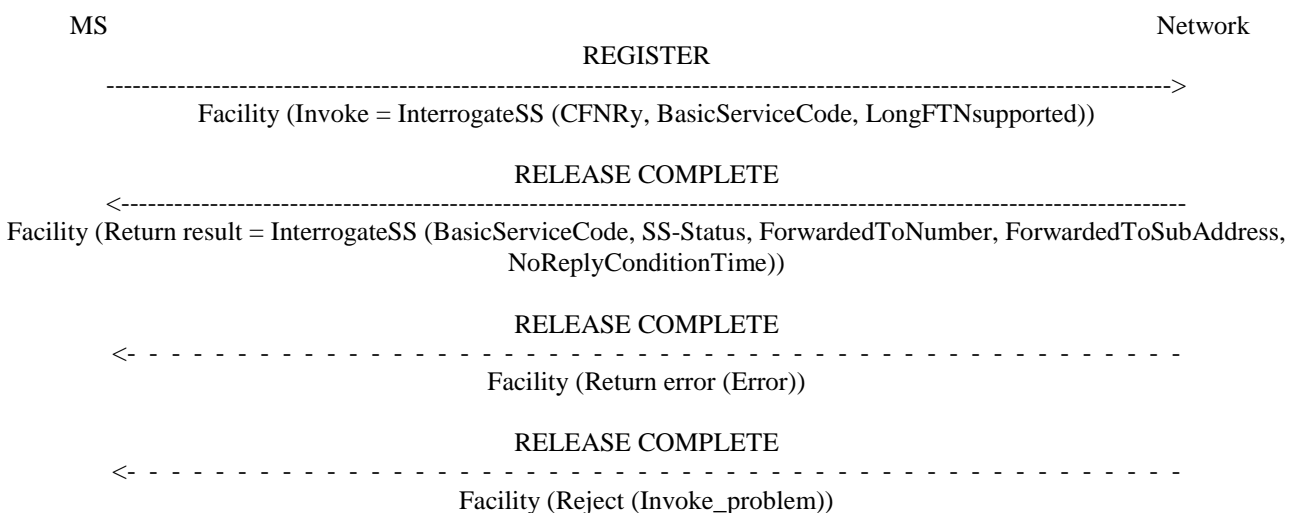 MS Network
REGISTER
------------------------------------------------------------------------------------------------------------------------>
Facility (Invoke = InterrogateSS (CFNRy, BasicServiceCode, LongFTNsupported))
RELEASE COMPLETE
<------------------------------------------------------------------------------------------------------------------------
Facility (Return result = InterrogateSS (BasicServiceCode, SS-Status, ForwardedToNumber, ForwardedToSubAddress,
NoReplyConditionTime))
RELEASE COMPLETE
<- - - - - - - - - - - - - - - - - - - - - - - - - - - - - - - - - - - - - - - -
Facility (Return error (Error))
RELEASE COMPLETE
<- - - - - - - - - - - - - - - - - - - - - - - - - - - - - - - - - - - - - - - -
Facility (Reject (Invoke_problem))